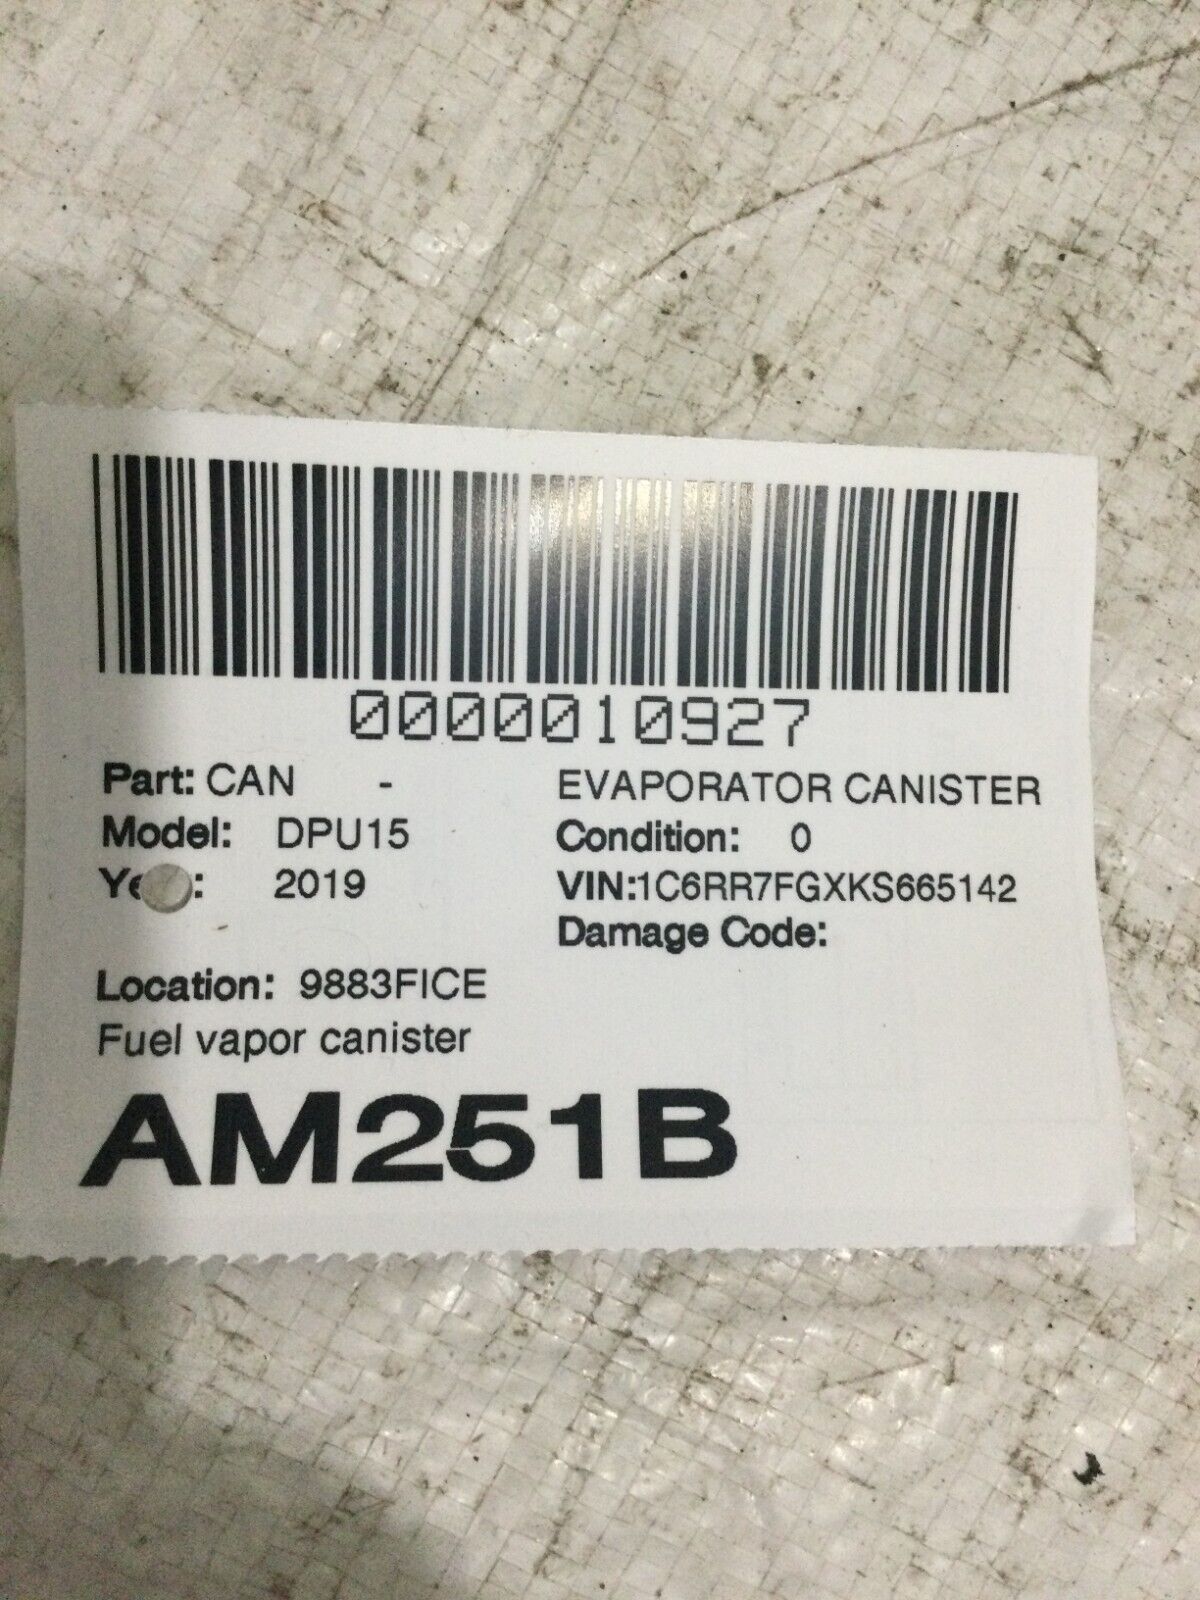 0000010927
Part: CAN - EVAPORATOR CANISTER
Model: DPU15 Condition: 0
2019 VIN:1C6RR7FGXKS665142
Damage Code:
Location: 9883FICE
Fuel vapor canister
AM251B